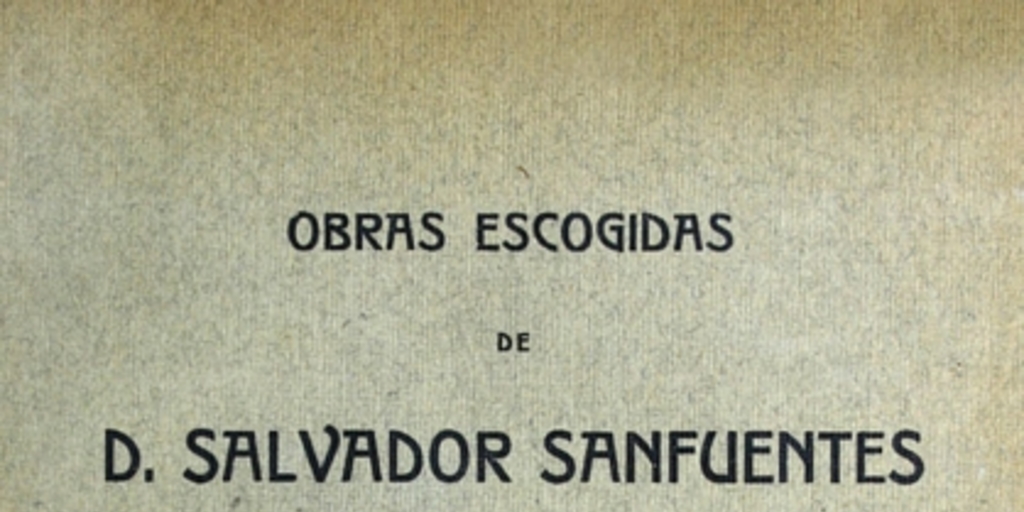 OBRAS ESCOGIDAS
DE
D. SALVADOR SANFUENTES